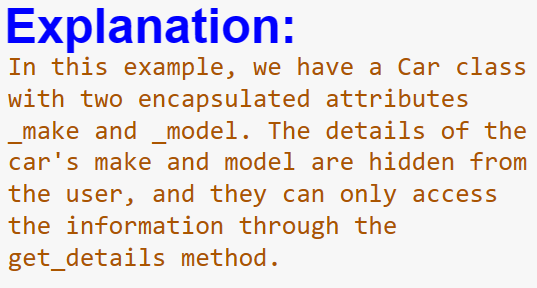 Explanation:
In this example, we have a Car class
with two encapsulated attributes
_make and _model. The details of the
car's make and model are hidden from
the user, and they can only access
the information through the
get_details method.